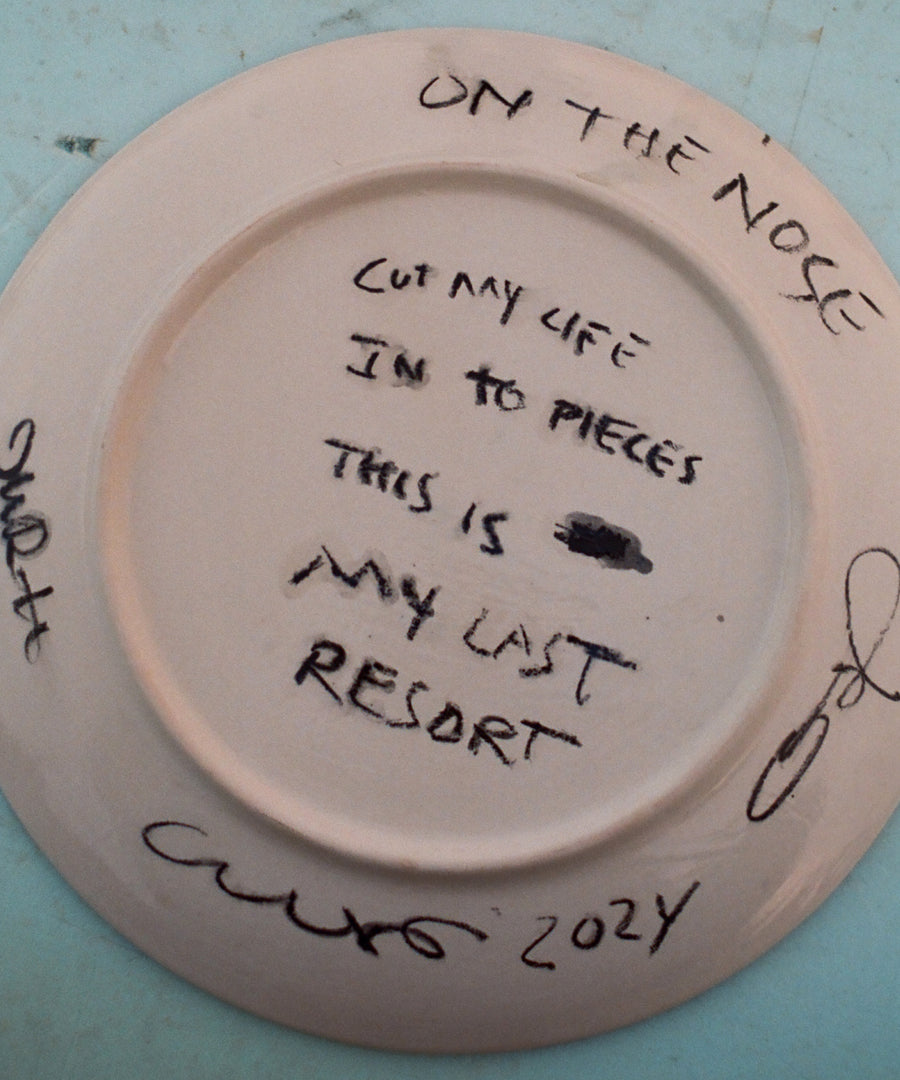 ON THE NOSE
CUT MY LIFE
IN TO PIECES
THIS IS
MY LAST
RESORT
2024